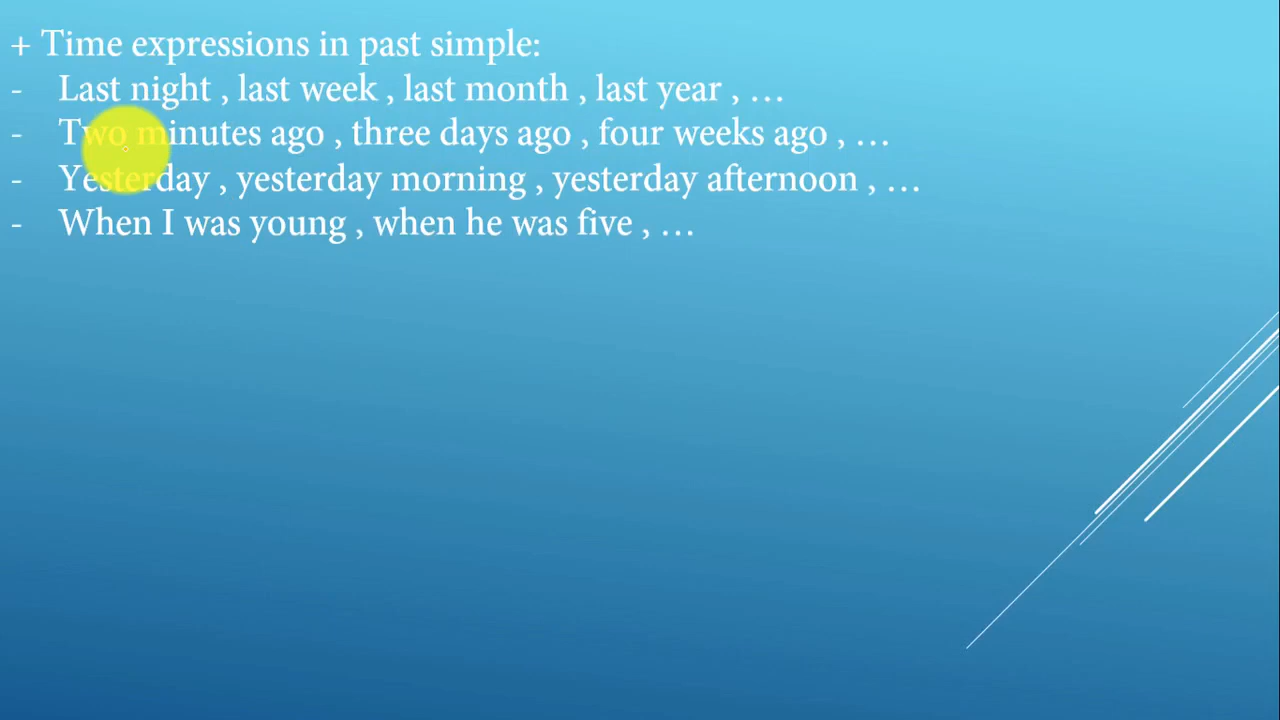 + Time expressions in past simple:
- Last night , last week , last month , last year , …
- Two minutes ago , three days ago , four weeks ago , …
- Yesterday , yesterday morning , yesterday afternoon , …
- When I was young , when he was five , …